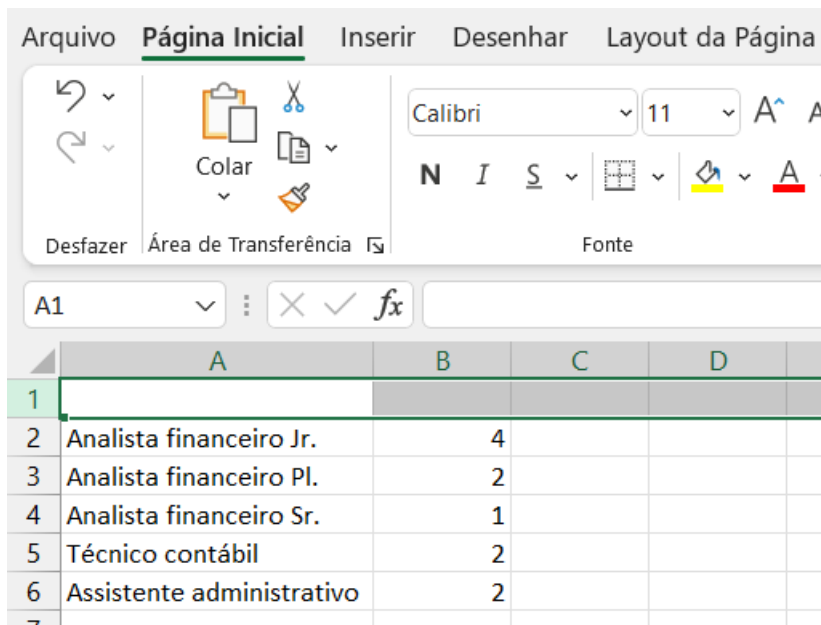 Arquivo Página Inicial Inserir Desenhar Layout da Página
Calibri 11 A A
Colar
N I S A
Desfazer Área de Transferência Fonte
A1 fx
A B C D
1
2 Analista financeiro Jr. 4
3 Analista financeiro Pl. 2
4 Analista financeiro Sr. 1
5 Técnico contábil 2
6 Assistente administrativo 2